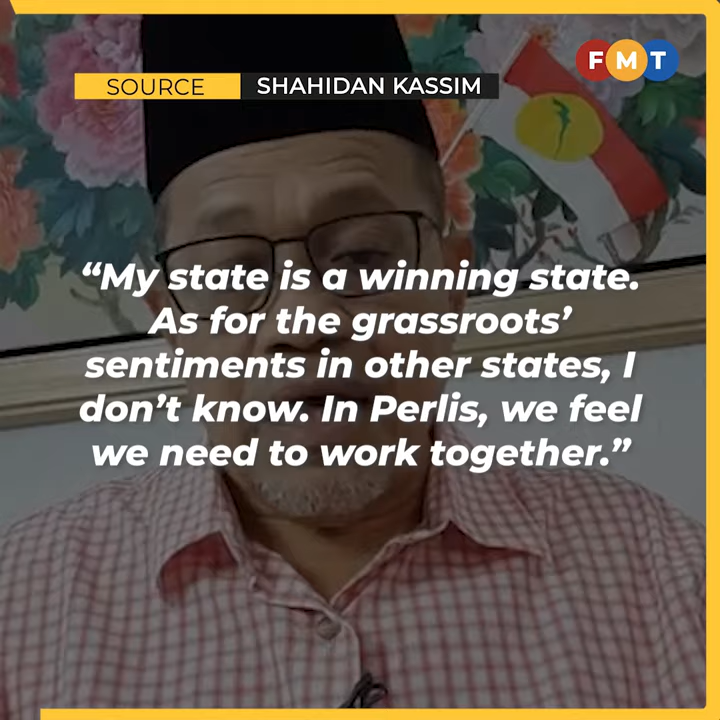 FMT
SOURCE SHAHIDAN KASSIM
“My state is a winning state.
As for the grassroots’
sentiments in other states, I
don’t know. In Perlis, we feel
we need to work together.”